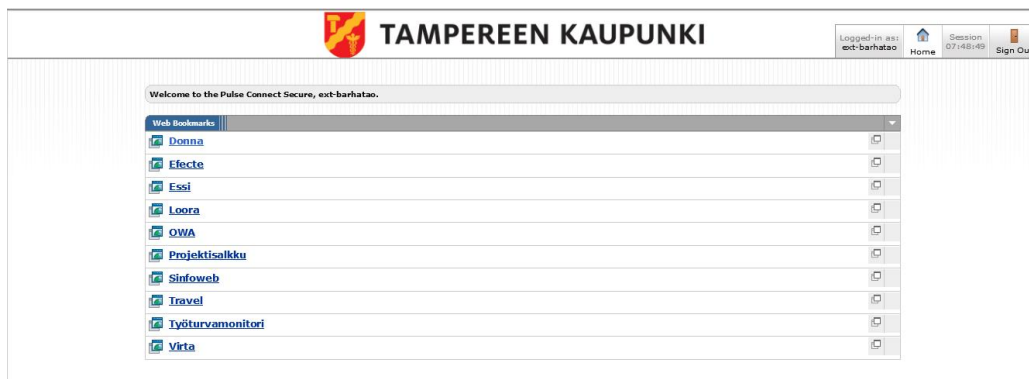 TAMPEREEN KAUPUNKI
Logged-in as:
ext-barhatao
Home
Session
07:48:49
Sign Ou
Welcome to the Pulse Connect Secure, ext-barhatao.
Web Bookmarks
Donna
Efecte
Essi
Loora
OWA
Projektisalkku
Sinfoweb
Travel
Työturvamonitori
Virta